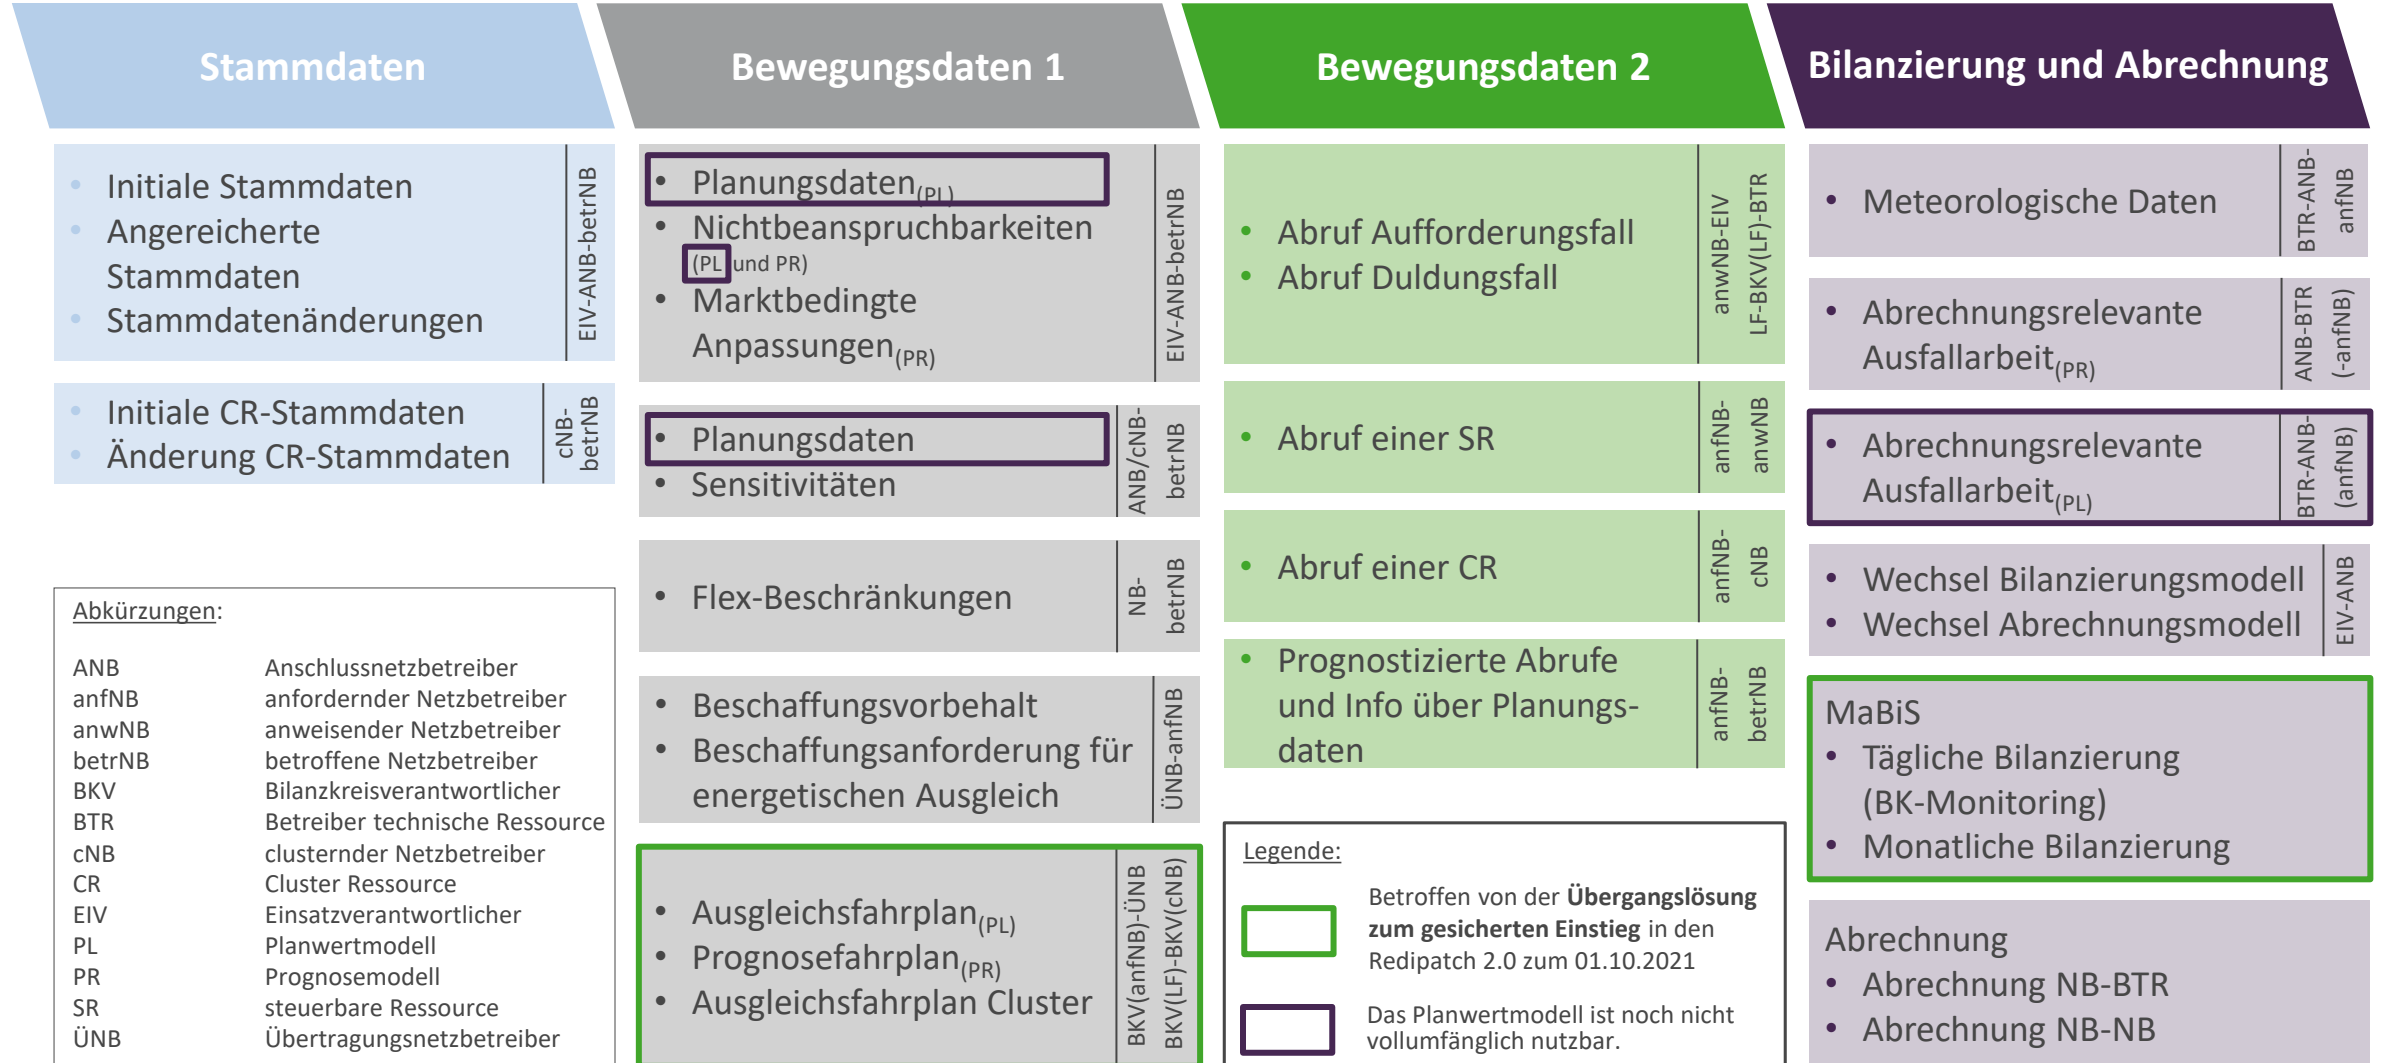 Stammdaten
Initiale Stammdaten
Angereicherte
Stammdaten
Stammdatenänderungen
EIV-ANB-betrNB
Initiale CR-Stammdaten
Änderung CR-Stammdaten
cNB-
betrNB
Abkürzungen:
ANB Anschlussnetzbetreiber
anfNB anfordernder Netzbetreiber
anwNB anweisender Netzbetreiber
betrNB betroffene Netzbetreiber
BKV Bilanzkreisverantwortlicher
BTR Betreiber technische Ressource
cNB clusternder Netzbetreiber
CR Cluster Ressource
EIV Einsatzverantwortlicher
PL Planwertmodell
PR Prognosemodell
SR steuerbare Ressource
ÜNB Übertragungsnetzbetreiber
Bewegungsdaten 1
• Planungsdaten(PL)
• Nichtbeanspruchbarkeiten
(PL und PR)
• Marktbedingte
Anpassungen(PR)
EIV-ANB-betrNB
• Planungsdaten
• Sensitivitäten
ANB/cNB-
betrNB
• Flex-Beschränkungen
NB-
betrNB
• Beschaffungsvorbehalt
• Beschaffungsanforderung für
energetischen Ausgleich
ÜNB-anfNB
• Ausgleichsfahrplan(PL)
• Prognosefahrplan(PR)
• Ausgleichsfahrplan Cluster
BKV(anfNB)-ÜNB
BKV(LF)-BKV(cNB)
Bewegungsdaten 2
• Abruf Aufforderungsfall
• Abruf Duldungsfall
anwNB-EIV
LF-BKV(LF)-BTR
• Abruf einer SR
anfNB-
anwNB
• Abruf einer CR
anfNB-
cNB
• Prognostizierte Abrufe
und Info über Planungs-
daten
anfNB-
betrNB
Legende:
Betroffen von der Übergangslösung
zum gesicherten Einstieg in den
Redipatch 2.0 zum 01.10.2021
Das Planwertmodell ist noch nicht
vollumfänglich nutzbar.
Bilanzierung und Abrechnung
• Meteorologische Daten
BTR-ANB-
anfNB
• Abrechnungsrelevante
Ausfallarbeit(PR)
ANB-BTR
(-anfNB)
• Abrechnungsrelevante
Ausfallarbeit(PL)
BTR-ANB-
(anfNB)
• Wechsel Bilanzierungsmodell
• Wechsel Abrechnungsmodell
EIV-ANB
MaBiS
• Tägliche Bilanzierung
(BK-Monitoring)
• Monatliche Bilanzierung
Abrechnung
• Abrechnung NB-BTR
• Abrechnung NB-NB